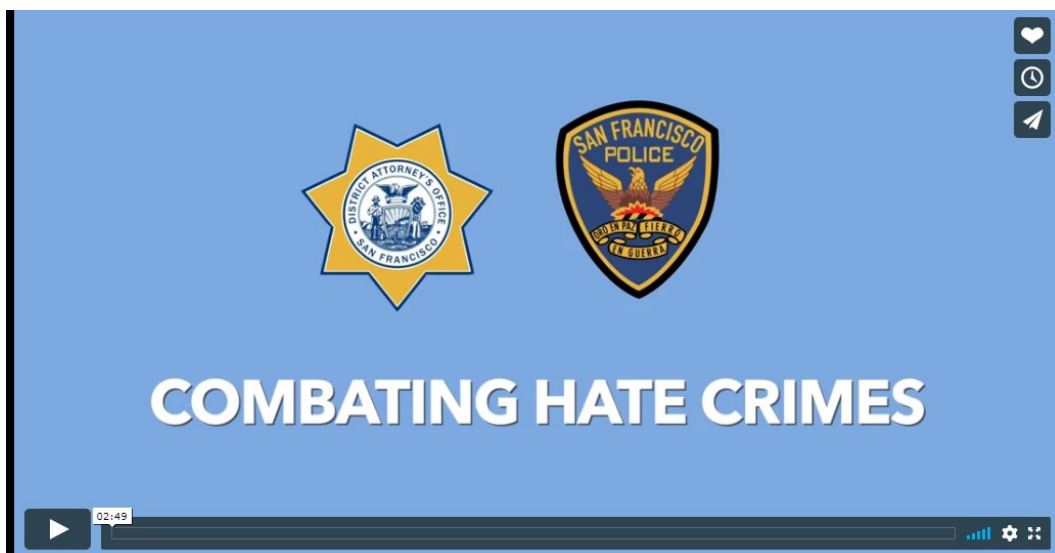 DISTRICT ATTORNEY'S OFFICE
SAN FRANCISCO
SAN FRANCISCO
POLICE
ORO EN PAZ FIERRO
EN GUERRA
COMBATING HATE CRIMES
02:49